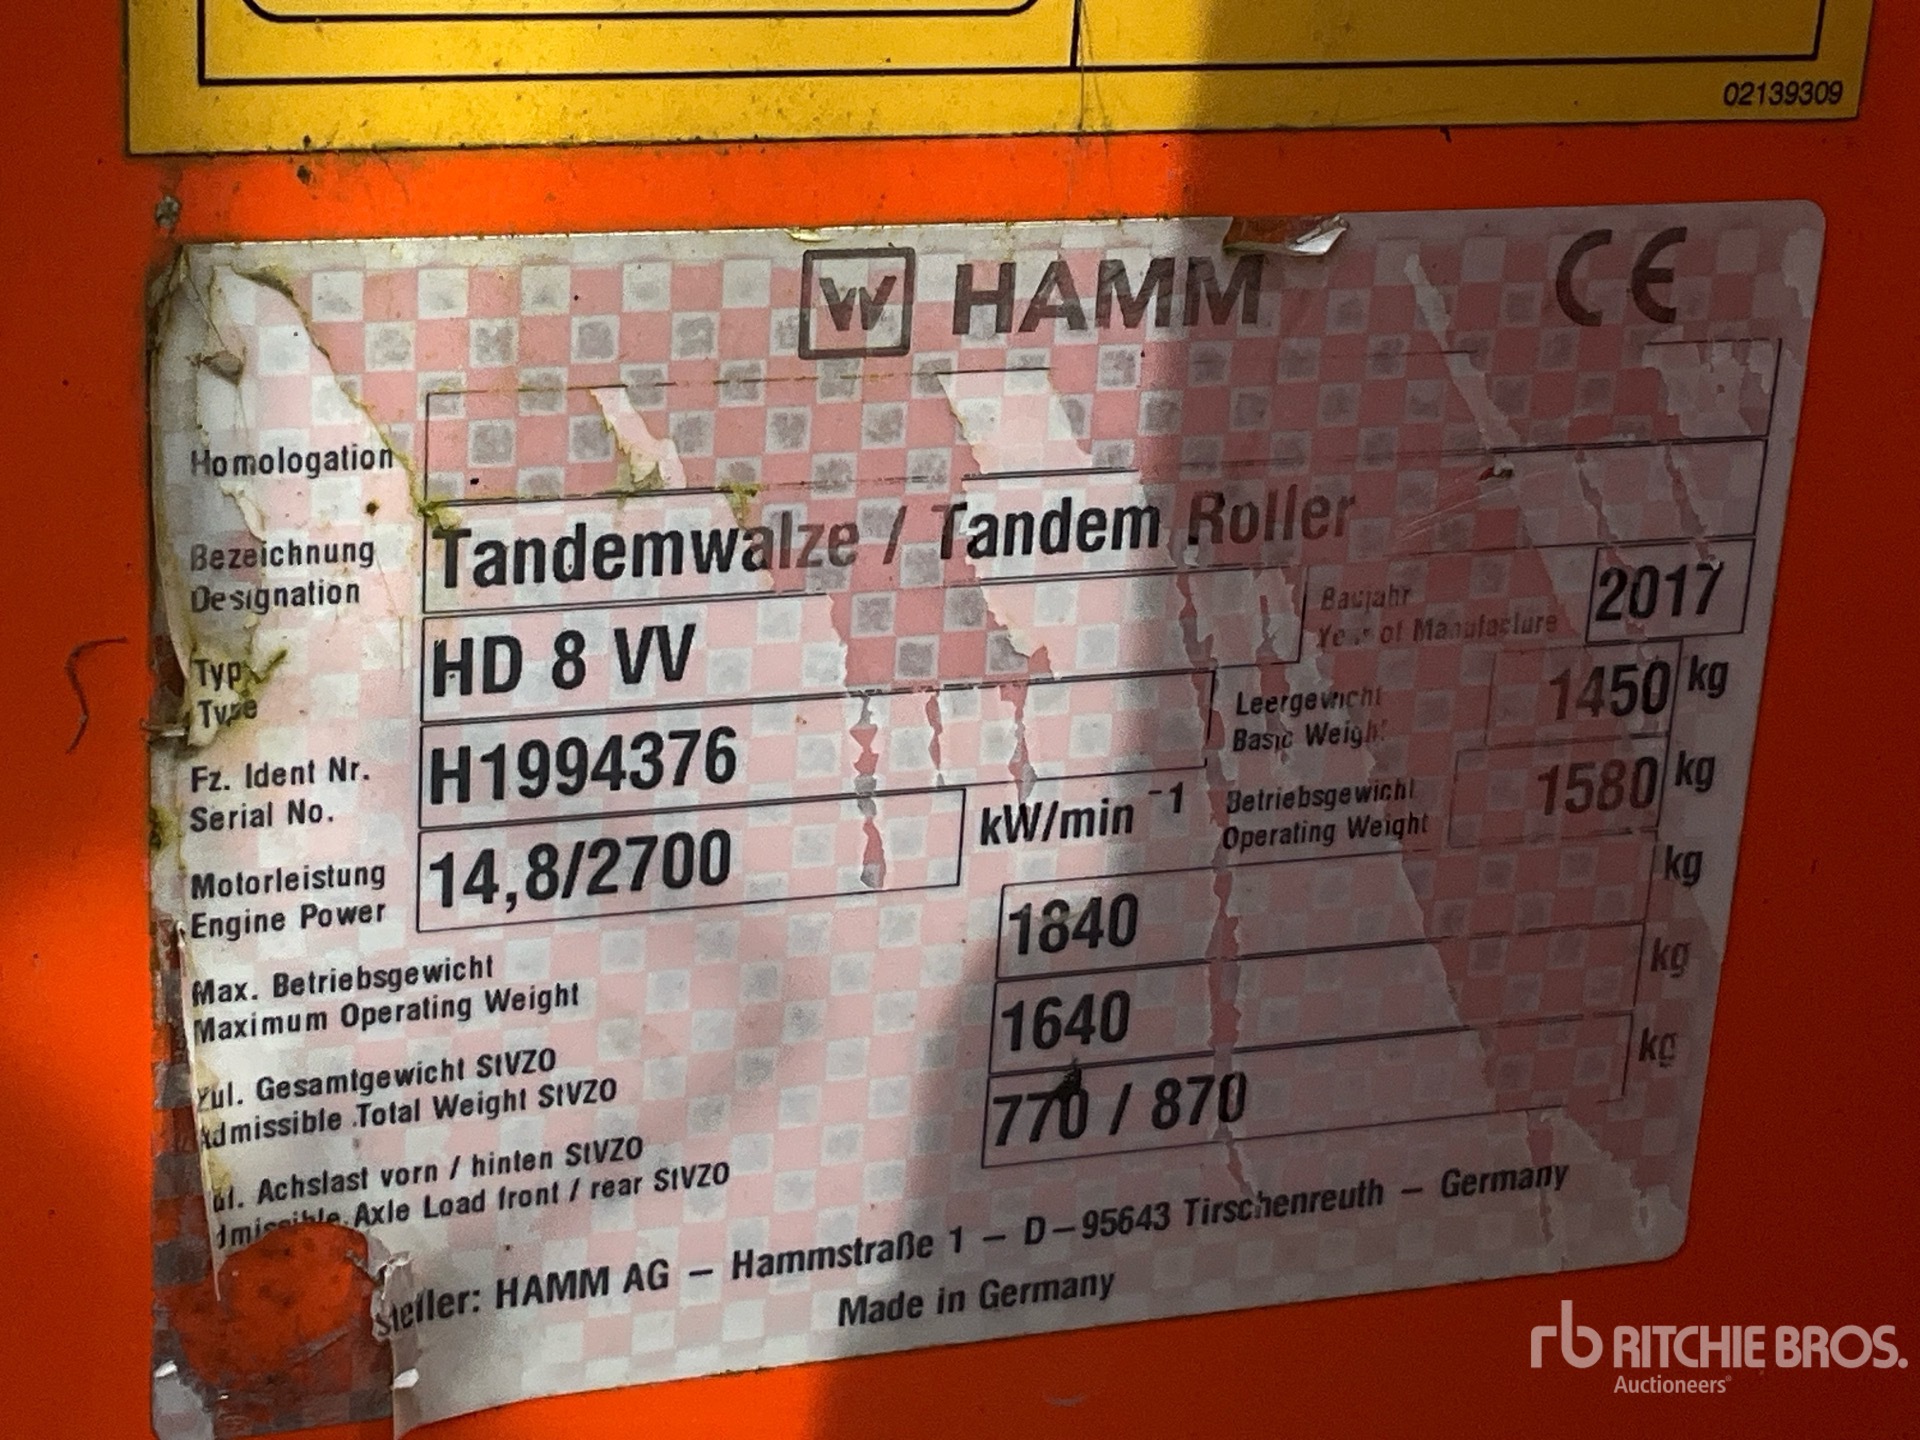 02139309
HAMM CE
Homologation
Bezeichnung
Designation
Tandemwalze / Tandem Roller
Typ
Type
HD 8 VV
Baujahr
Year of Manufacture
2017
Fz. Ident Nr.
Serial No.
H1994376
Leergewicht
Basic Weight
1450 kg
Motorleistung
Engine Power
14,8/2700 kW/min⁻¹
Betriebsgewicht
Operating Weight
1580 kg
Max. Betriebsgewicht
Maximum Operating Weight
1840 kg
zul. Gesamtgewicht StVZO
Admissible Total Weight StVZO
1640 kg
ul. Achslast vorn / hinten StVZO
dmissible Axle Load front / rear StVZO
770 / 870 kg
steller: HAMM AG – Hammstraße 1 – D–95643 Tirschenreuth – Germany
Made in Germany
rb RITCHIE BROS.
Auctioneers